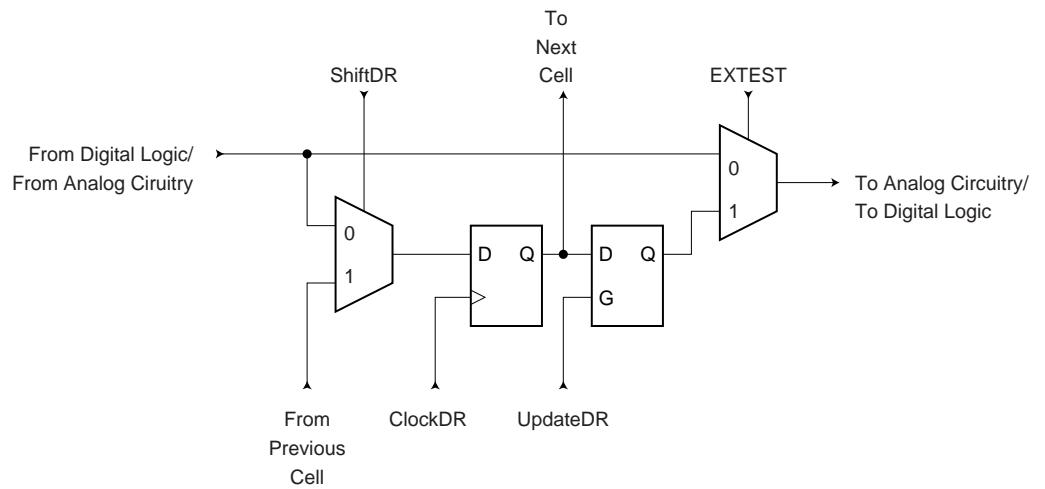 To
Next
Cell
ShiftDR
EXTEST
From Digital Logic/
From Analog Ciruitry
0
1
To Analog Circuitry/
To Digital Logic
0
1
D Q
D Q
G
From
Previous
Cell
ClockDR
UpdateDR